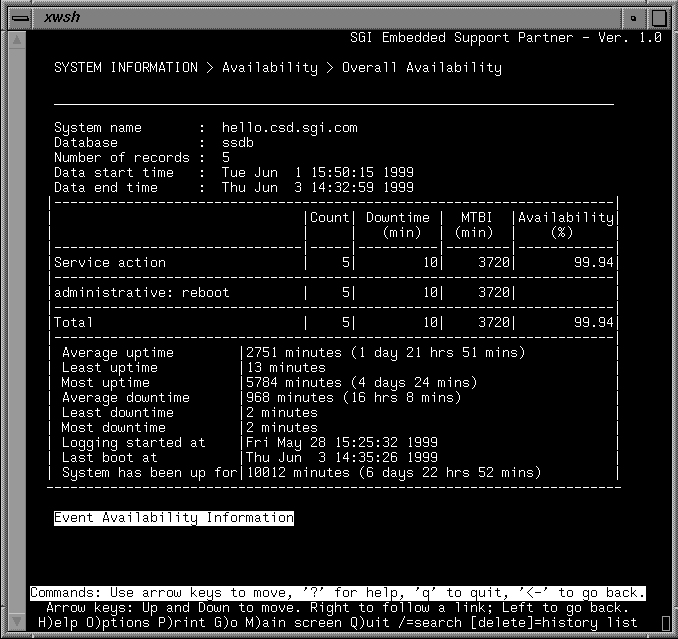 xwsh
SGI Embedded Support Partner - Ver. 1.0
SYSTEM INFORMATION > Availability > Overall Availability
System name : hello.csd.sgi.com
Database : ssdb
Number of records : 5
Data start time : Tue Jun 1 15:50:15 1999
Data end time : Thu Jun 3 14:32:59 1999
|Count| Downtime | MTBI |Availability|
| | (min) | (min) | (%) |
|Service action | 5| 10| 3720| 99.94|
|administrative: reboot | 5| 10| 3720| |
|Total | 5| 10| 3720| 99.94|
| Average uptime |2751 minutes (1 day 21 hrs 51 mins) |
| Least uptime |13 minutes |
| Most uptime |5784 minutes (4 days 24 mins) |
| Average downtime |968 minutes (16 hrs 8 mins) |
| Least downtime |2 minutes |
| Most downtime |2 minutes |
| Logging started at |Fri May 28 15:25:32 1999 |
| Last boot at |Thu Jun 3 14:35:26 1999 |
| System has been up for|10012 minutes (6 days 22 hrs 52 mins) |
Event Availability Information
Commands: Use arrow keys to move, '?' for help, 'q' to quit, '<-' to go back.
Arrow keys: Up and Down to move. Right to follow a link; Left to go back.
H)elp O)ptions P)rint G)o M)ain screen Q)uit /=search [delete]=history list